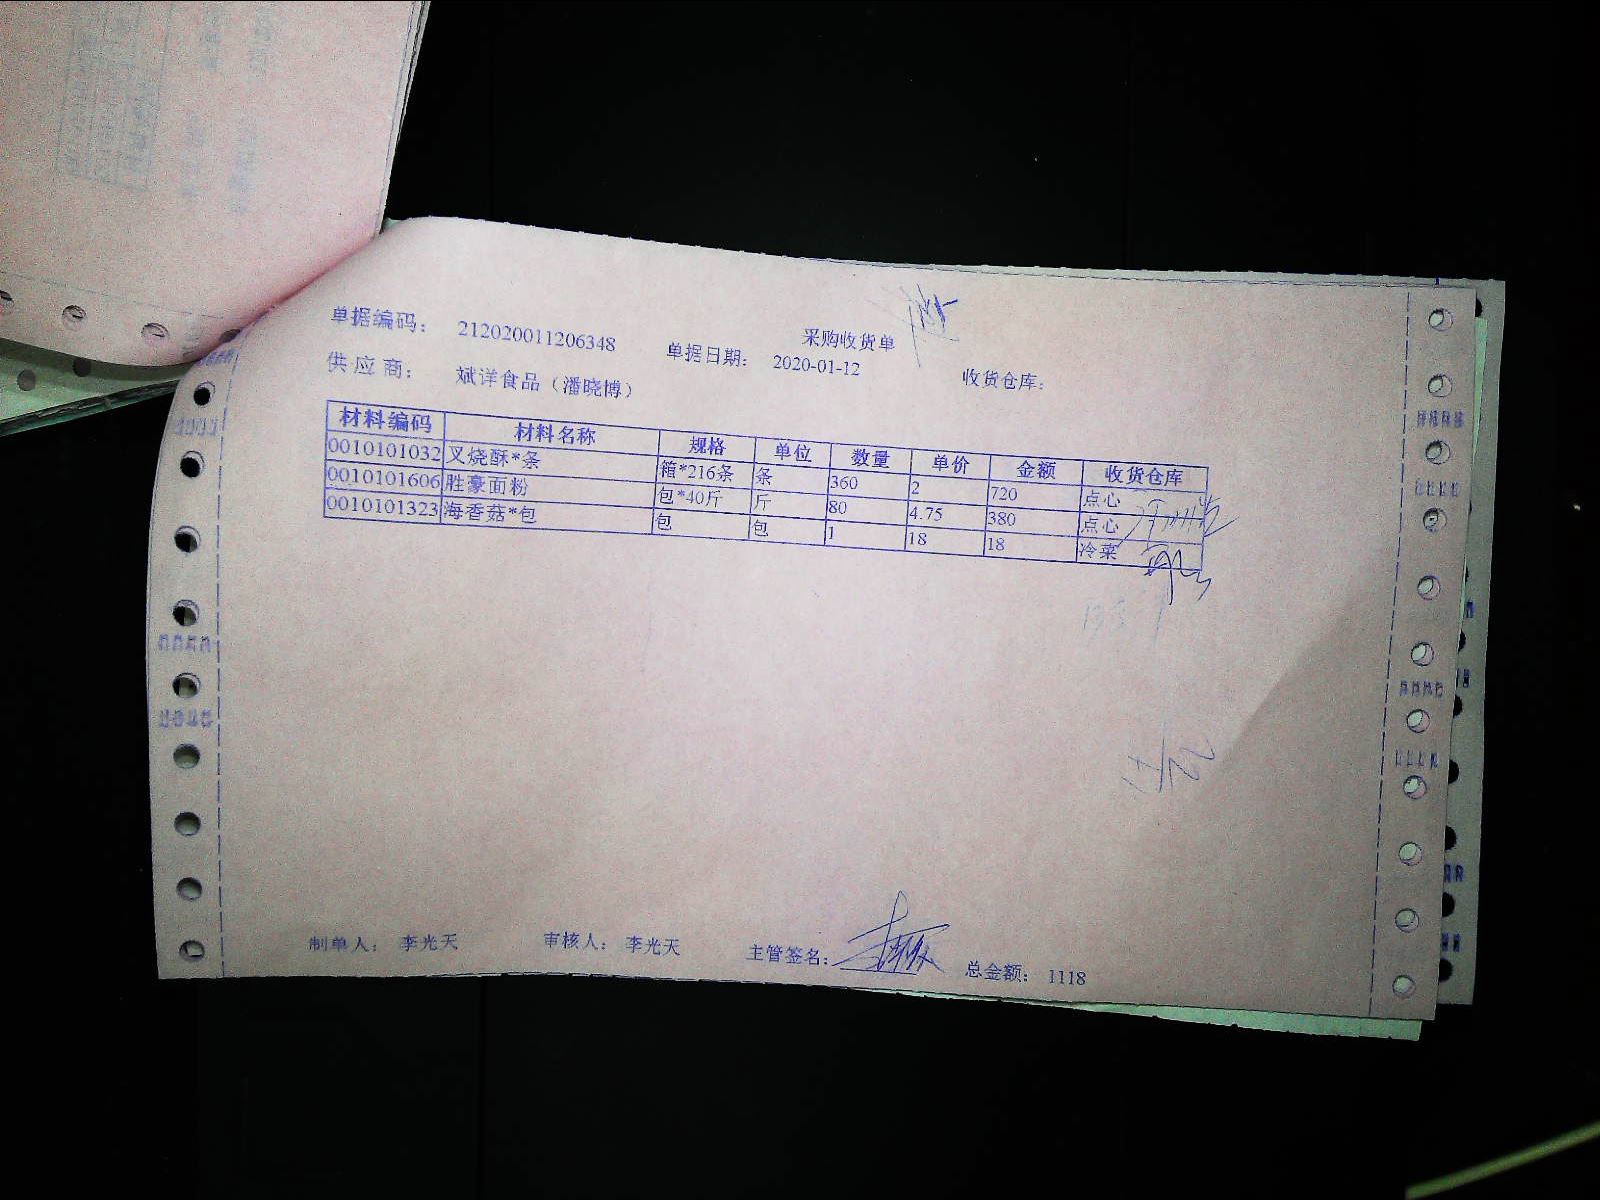 采购收货单
单据编码: 212020011206348 单据日期: 2020-01-12 收货仓库:
供应商: 斌洋食品（潘晓博）
材料编码 材料名称 规格 单位 数量 单价 金额 收货仓库
0010101032 叉烧酥*条 箱*216条 条 360 2 720 点心
0010101606 胜豪面粉 包*40斤 斤 80 4.75 380 点心
0010101323 海香菇*包 包 包 1 18 18 冷菜
制单人: 李光天 审核人: 李光天 主管签名: 总金额: 1118